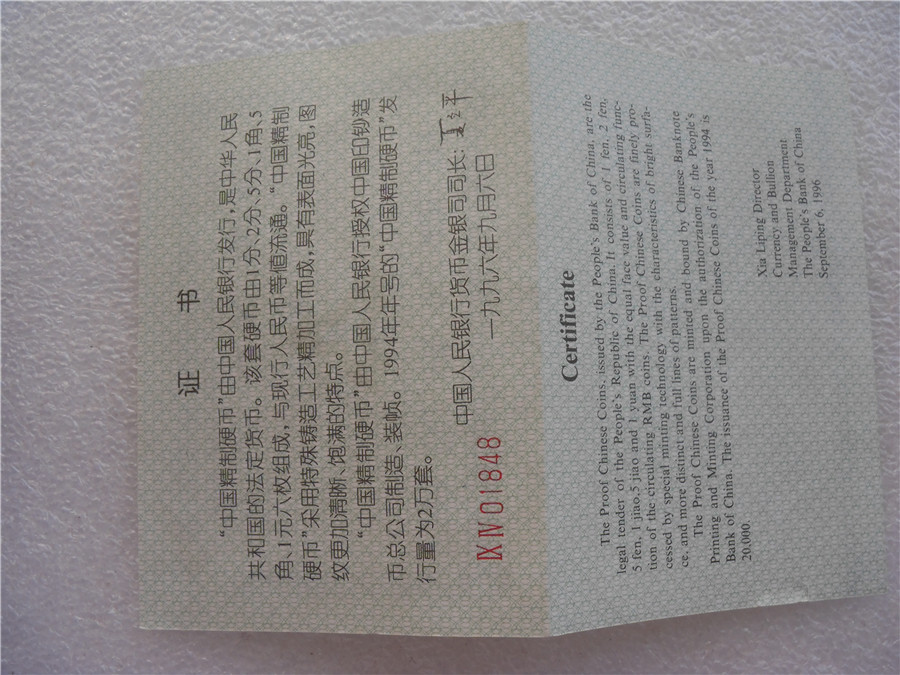 证 书
“中国精制硬币”由中国人民银行发行,是中华人民
共和国的法定货币。该套硬币由1分、2分、5分、1角、5
角、1元六枚组成,与现行人民币等值流通。“中国精制
硬币”采用特殊铸造工艺精加工而成,具有表面光亮,图
纹更加清晰、饱满的特点。
“中国精制硬币”由中国人民银行授权中国印钞造
币总公司制造、装帧。1994年年号的“中国精制硬币”发
行量为2万套。
中国人民银行货币金银司司长:夏立平
一九九六年九月六日
IXIV01848
Certificate
The Proof Chinese Coins, issued by the People's Bank of China, are the
legal tender of the People's Republic of China. It consists of 1 fen, 2 fen,
5 fen, 1 jiao,5 jiao and 1 yuan with the equal face value and circulating func-
tion of the circulating RMB coins. The Proof Chinese Coins are finely pro-
cessed by special minting technology with the characteristics of bright surfa-
ce, and more distinct and full lines of patterns.
The Proof Chinese Coins are minted and bound by Chinese Banknote
Printing and Minting Corporation upon the authorization of the People's
Bank of China. The issuance of the Proof Chinese Coins of the year 1994 is
20,000.
Xia Liping Director
Currency and Bullion
Management Department
The People's Bank of China
September 6, 1996